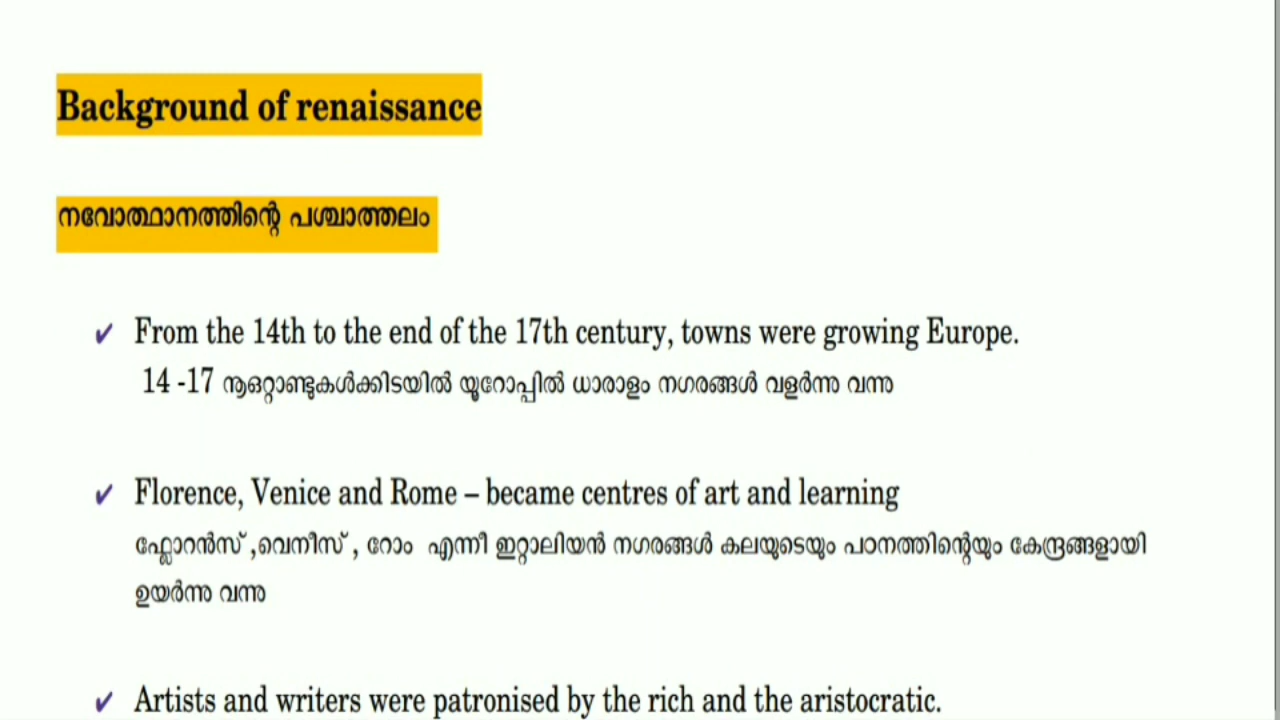 Background of renaissance
നവോത്ഥാനത്തിന്റെ പശ്ചാത്തലം
✔ From the 14th to the end of the 17th century, towns were growing Europe.
14 -17 നൂഒറ്റാണ്ടുകൾക്കിടയിൽ യൂറോപ്പിൽ ധാരാളം നഗരങ്ങൾ വളർന്നു വന്നു
✔ Florence, Venice and Rome – became centres of art and learning
ഫ്ലോറൻസ് ,വെനീസ് , റോം എന്നീ ഇറ്റാലിയൻ നഗരങ്ങൾ കലയുടെയും പഠനത്തിന്റെയും കേന്ദ്രങ്ങളായി
ഉയർന്നു വന്നു
✔ Artists and writers were patronised by the rich and the aristocratic.